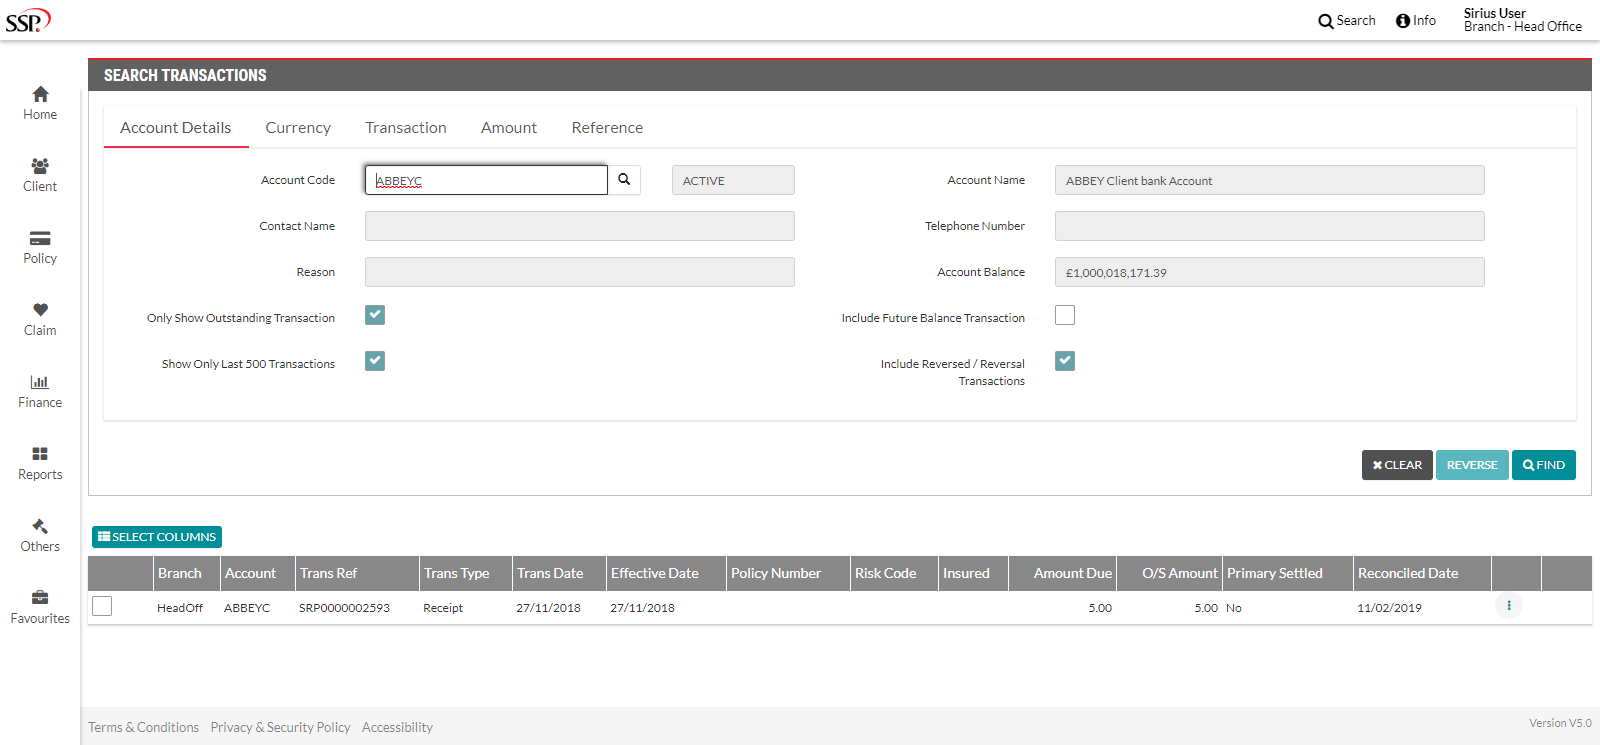 SSP.
Search Info Sirius User
Branch - Head Office
SEARCH TRANSACTIONS
Home
Client
Policy
Claim
Finance
Reports
Others
Favourites
Account Details Currency Transaction Amount Reference
Account Code ABBEYC ACTIVE Account Name ABBEY Client bank Account
Contact Name Telephone Number
Reason Account Balance £1,000,018,171.39
Only Show Outstanding Transaction Include Future Balance Transaction
Show Only Last 500 Transactions Include Reversed / Reversal
Transactions
CLEAR REVERSE FIND
SELECT COLUMNS
Branch Account Trans Ref Trans Type Trans Date Effective Date Policy Number Risk Code Insured Amount Due O/S Amount Primary Settled Reconciled Date
HeadOff ABBEYC SRP0000002593 Receipt 27/11/2018 27/11/2018 5.00 5.00 No 11/02/2019
Terms & Conditions Privacy & Security Policy Accessibility Version V5.0